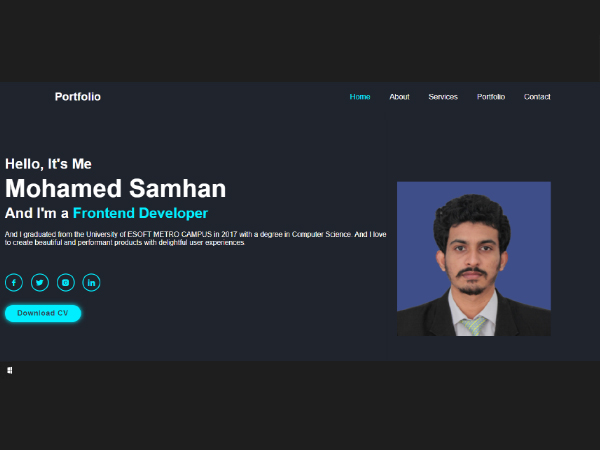 Portfolio
Home About Services Portfolio Contact
Hello, It's Me
Mohamed Samhan
And I'm a Frontend Developer
And I graduated from the University of ESOFT METRO CAMPUS in 2017 with a degree in Computer Science. And I love
to create beautiful and performant products with delightful user experiences
Download CV